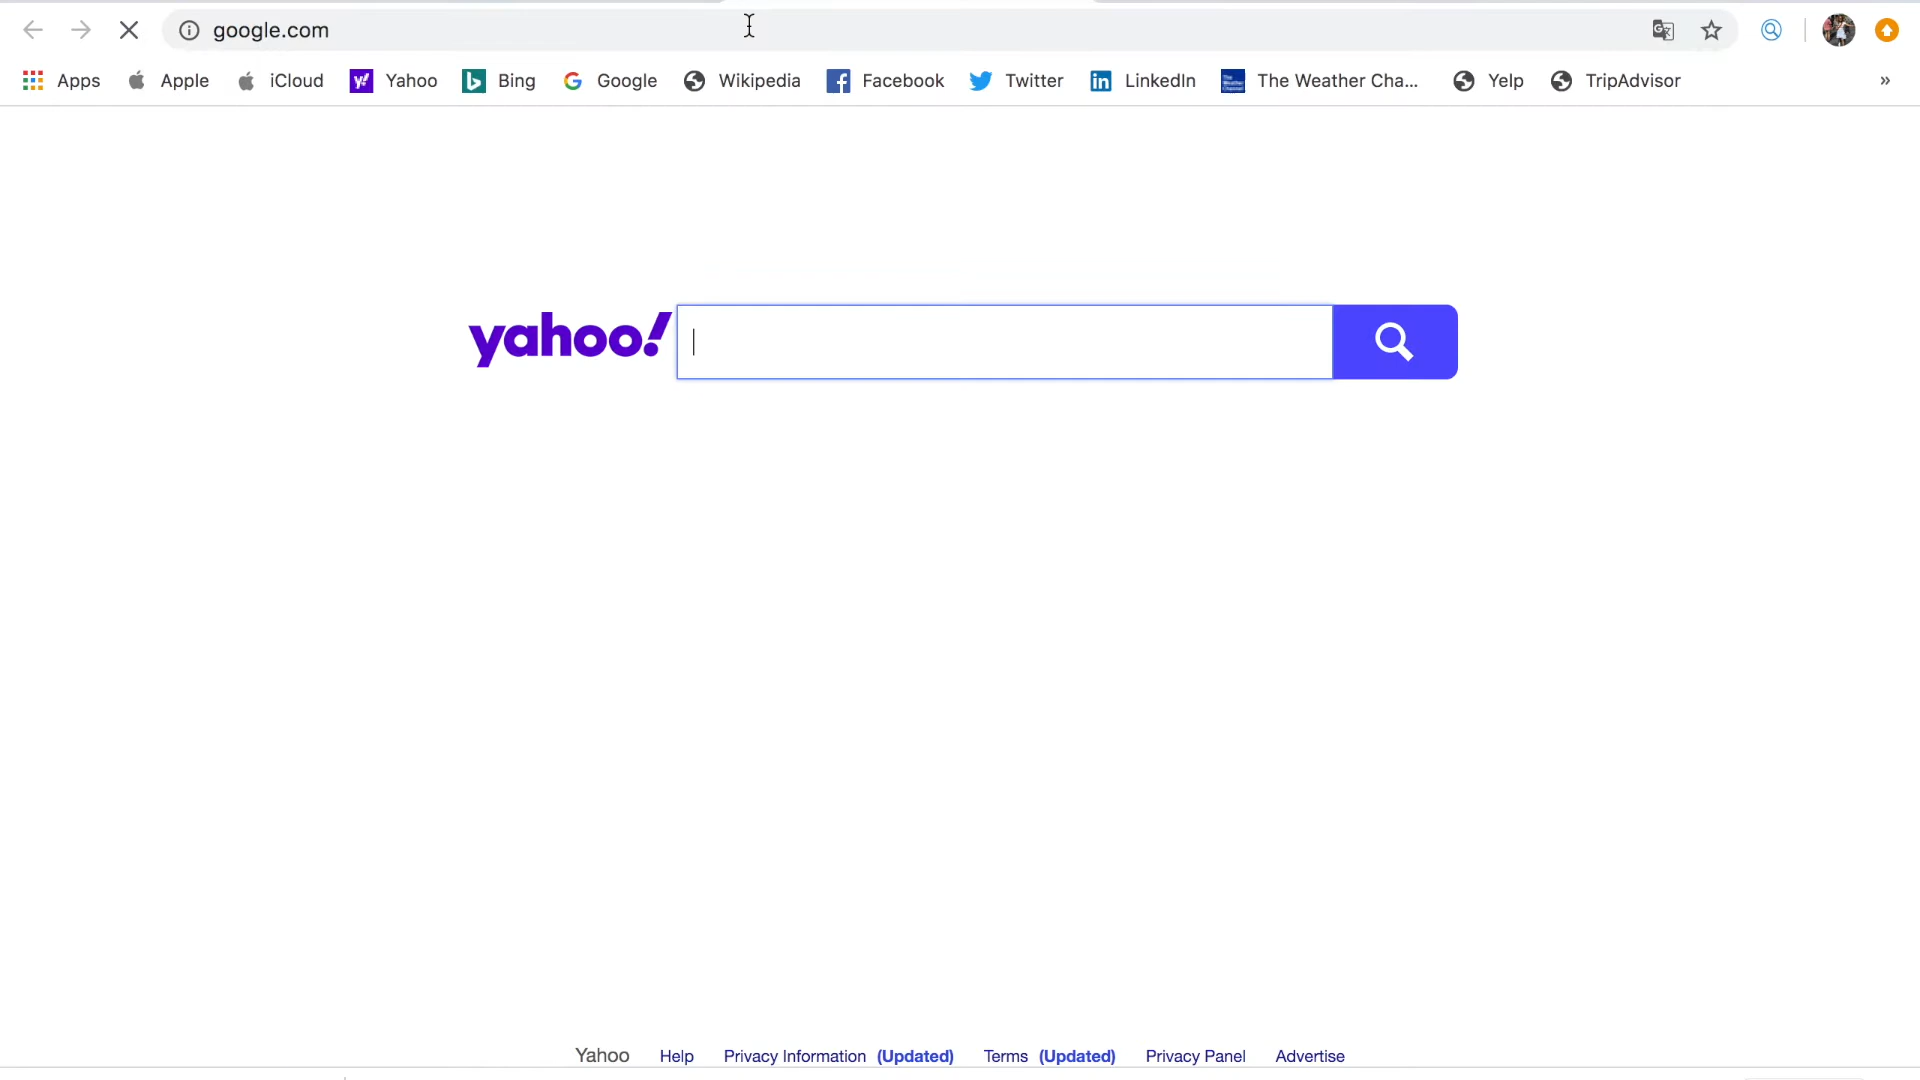 google.com
Apps Apple iCloud Yahoo Bing Google Wikipedia Facebook Twitter LinkedIn The Weather Cha... Yelp TripAdvisor »
yahoo!
Yahoo Help Privacy Information (Updated) Terms (Updated) Privacy Panel Advertise